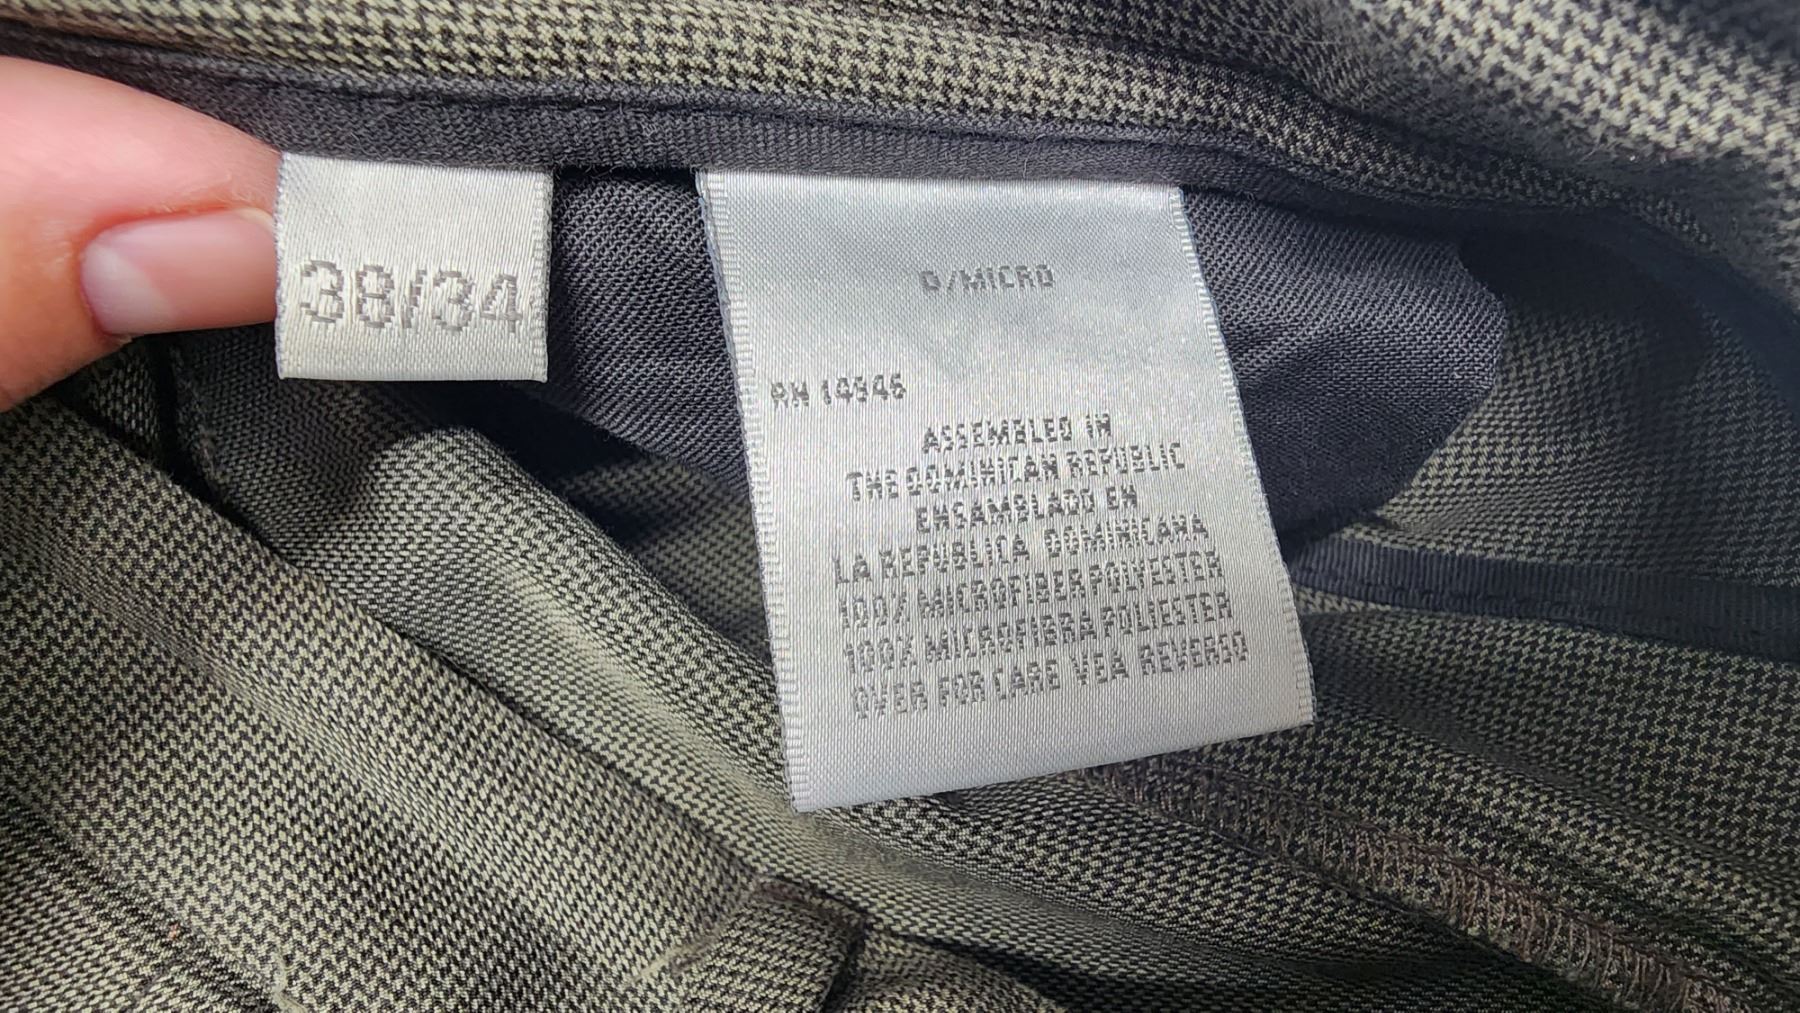 38/34
D/MICRO
RN 14546
ASSEMBLED IN
THE DOMINICAN REPUBLIC
ENSAMBLADO EN
LA REPUBLICA DOMINICANA
100% MICROFIBER POLYESTER
100% MICROFIBRA POLIESTER
OVER FOR CARE VEA REVERSO